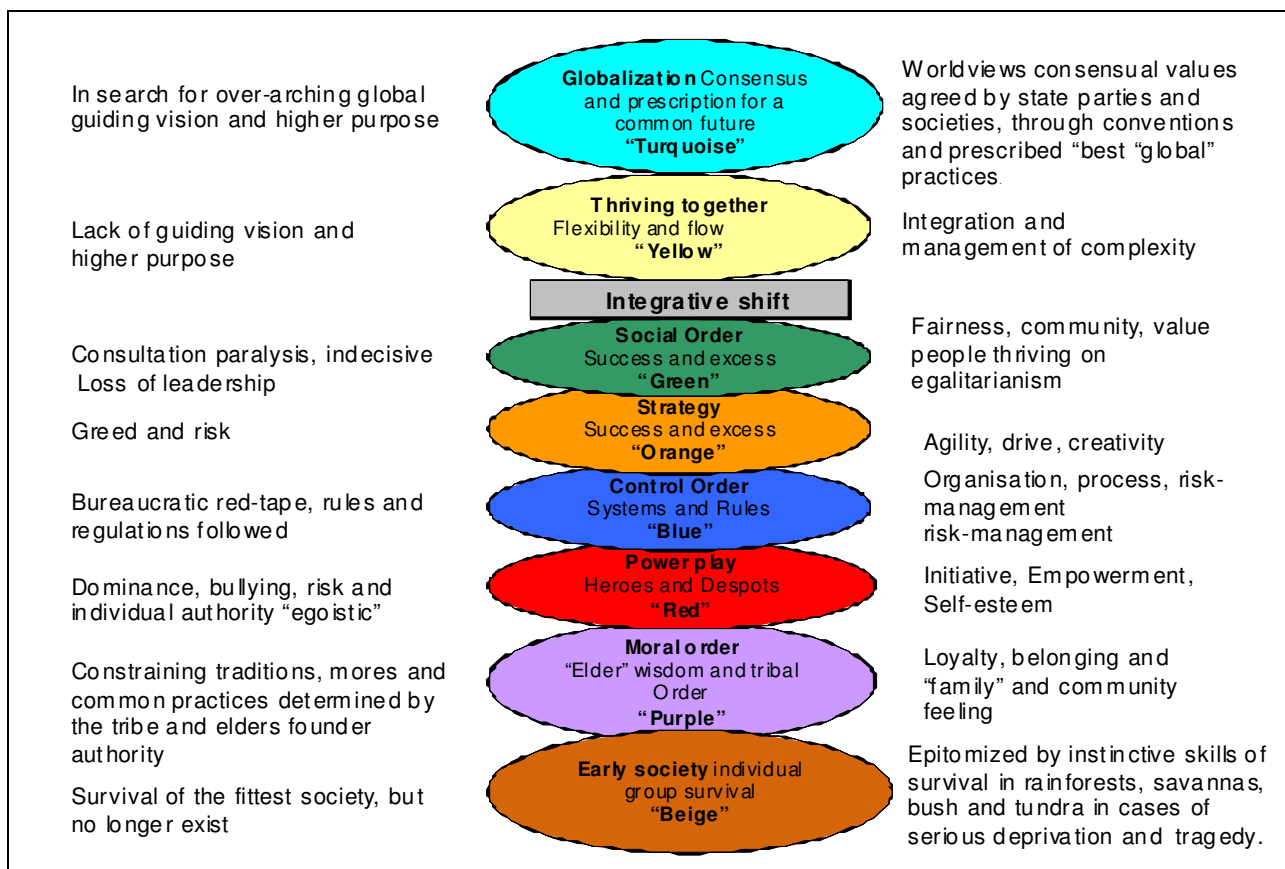 In search for over-arching global
guiding vision and higher purpose
Globalization Consensus
and prescription for a
common future
“Turquoise”
Worldviews consensual values
agreed by state parties and
societies, through conventions
and prescribed “best “global”
practices.
Lack of guiding vision and
higher purpose
Thriving together
Flexibility and flow
“Yellow”
Integration and
management of complexity
Integrative shift
Consultation paralysis, indecisive
Loss of leadership
Social Order
Success and excess
“Green”
Fairness, community, value
people thriving on
egalitarianism
Greed and risk
Strategy
Success and excess
“Orange”
Agility, drive, creativity
Bureaucratic red-tape, rules and
regulations followed
Control Order
Systems and Rules
“Blue”
Organisation, process, risk-
management
risk-management
Dominance, bullying, risk and
individual authority “egoistic”
Power play
Heroes and Despots
“Red”
Initiative, Empowerment,
Self-esteem
Constraining traditions, mores and
common practices determined by
the tribe and elders founder
authority
Moral order
“Elder” wisdom and tribal
Order
“Purple”
Loyalty, belonging and
“family” and community
feeling
Survival of the fittest society, but
no longer exist
Early society individual
group survival
“Beige”
Epitomized by instinctive skills of
survival in rainforests, savannas,
bush and tundra in cases of
serious deprivation and tragedy.